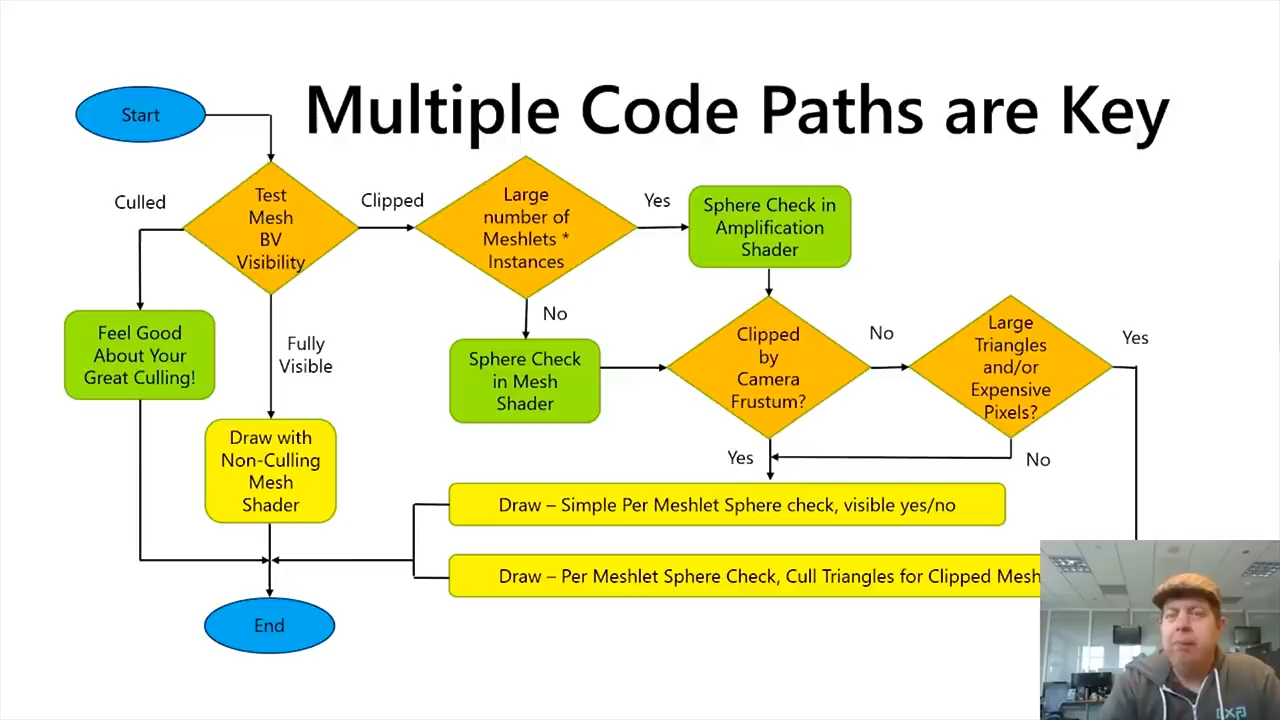 Multiple Code Paths are Key
Start
Culled
Test
Mesh
BV
Visibility
Clipped
Large
number of
Meshlets *
Instances
Yes
Sphere Check in
Amplification
Shader
Feel Good
About Your
Great Culling!
Fully
Visible
No
Sphere Check
in Mesh
Shader
Clipped
by
Camera
Frustum?
No
Large
Triangles
and/or
Expensive
Pixels?
Yes
Draw with
Non-Culling
Mesh
Shader
Yes
No
Draw – Simple Per Meshlet Sphere check, visible yes/no
Draw – Per Meshlet Sphere Check, Cull Triangles for Clipped Mesh
End